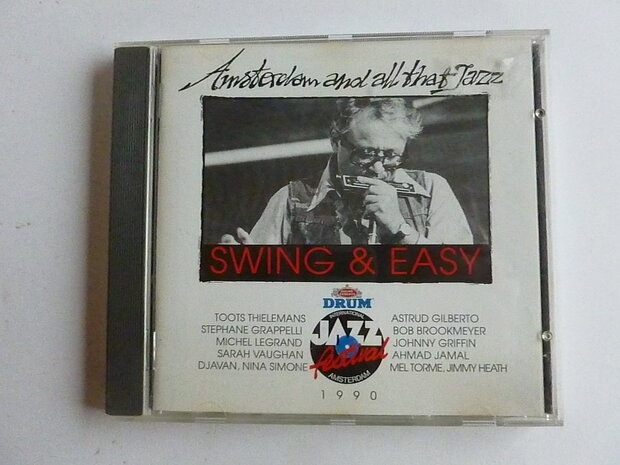 Amsterdam and all that Jazz
SWING & EASY
DRUM
TOOTS THIELEMANS
STEPHANE GRAPPELLI
MICHEL LEGRAND
SARAH VAUGHAN
DJAVAN, NINA SIMONE
INTERNATIONAL
JAZZ
festival
AMSTERDAM
ASTRUD GILBERTO
BOB BROOKMEYER
JOHNNY GRIFFIN
AHMAD JAMAL
MEL TORME, JIMMY HEATH
1990